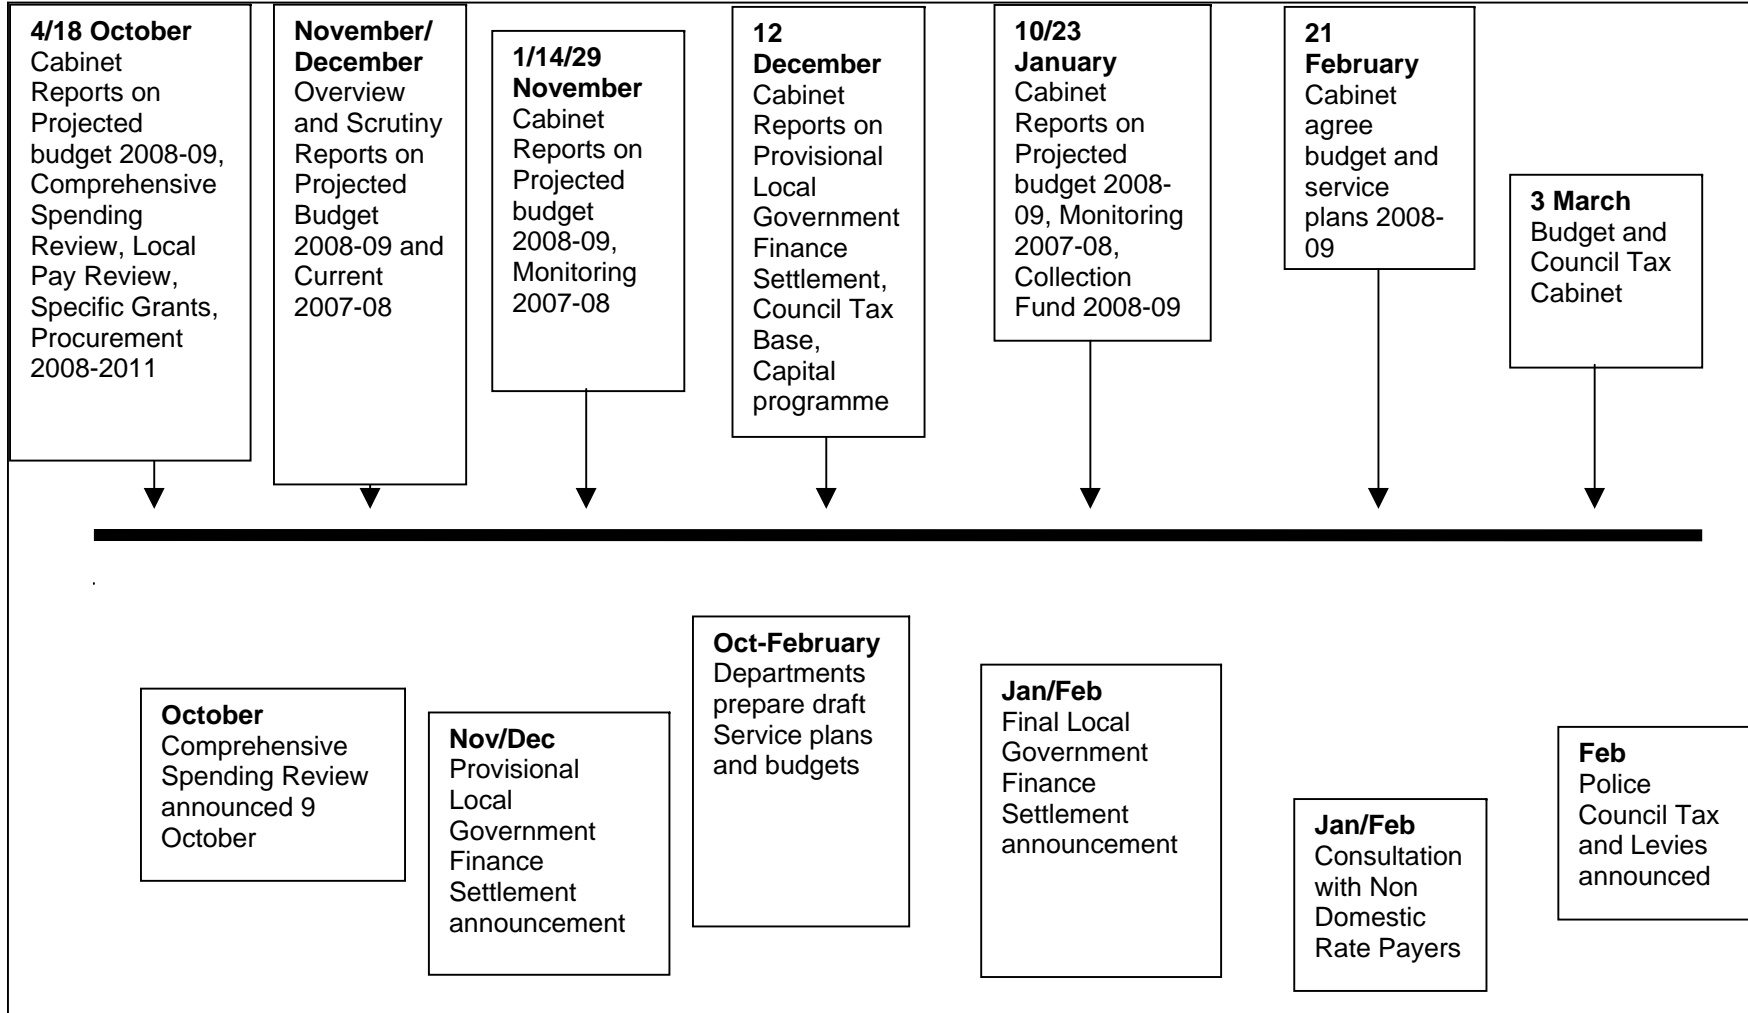 4/18 October
Cabinet
Reports on
Projected
budget 2008-09,
Comprehensive
Spending
Review, Local
Pay Review,
Specific Grants,
Procurement
2008-2011
November/
December
Overview
and Scrutiny
Reports on
Projected
Budget
2008-09 and
Current
2007-08
1/14/29
November
Cabinet
Reports on
Projected
budget
2008-09,
Monitoring
2007-08
12
December
Cabinet
Reports on
Provisional
Local
Government
Finance
Settlement,
Council Tax
Base,
Capital
programme
10/23
January
Cabinet
Reports on
Projected
budget 2008-
09, Monitoring
2007-08,
Collection
Fund 2008-09
21
February
Cabinet
agree
budget and
service
plans 2008-
09
3 March
Budget and
Council Tax
Cabinet
.
October
Comprehensive
Spending Review
announced 9
October
Nov/Dec
Provisional
Local
Government
Finance
Settlement
announcement
Oct-February
Departments
prepare draft
Service plans
and budgets
Jan/Feb
Final Local
Government
Finance
Settlement
announcement
Jan/Feb
Consultation
with Non
Domestic
Rate Payers
Feb
Police
Council Tax
and Levies
announced